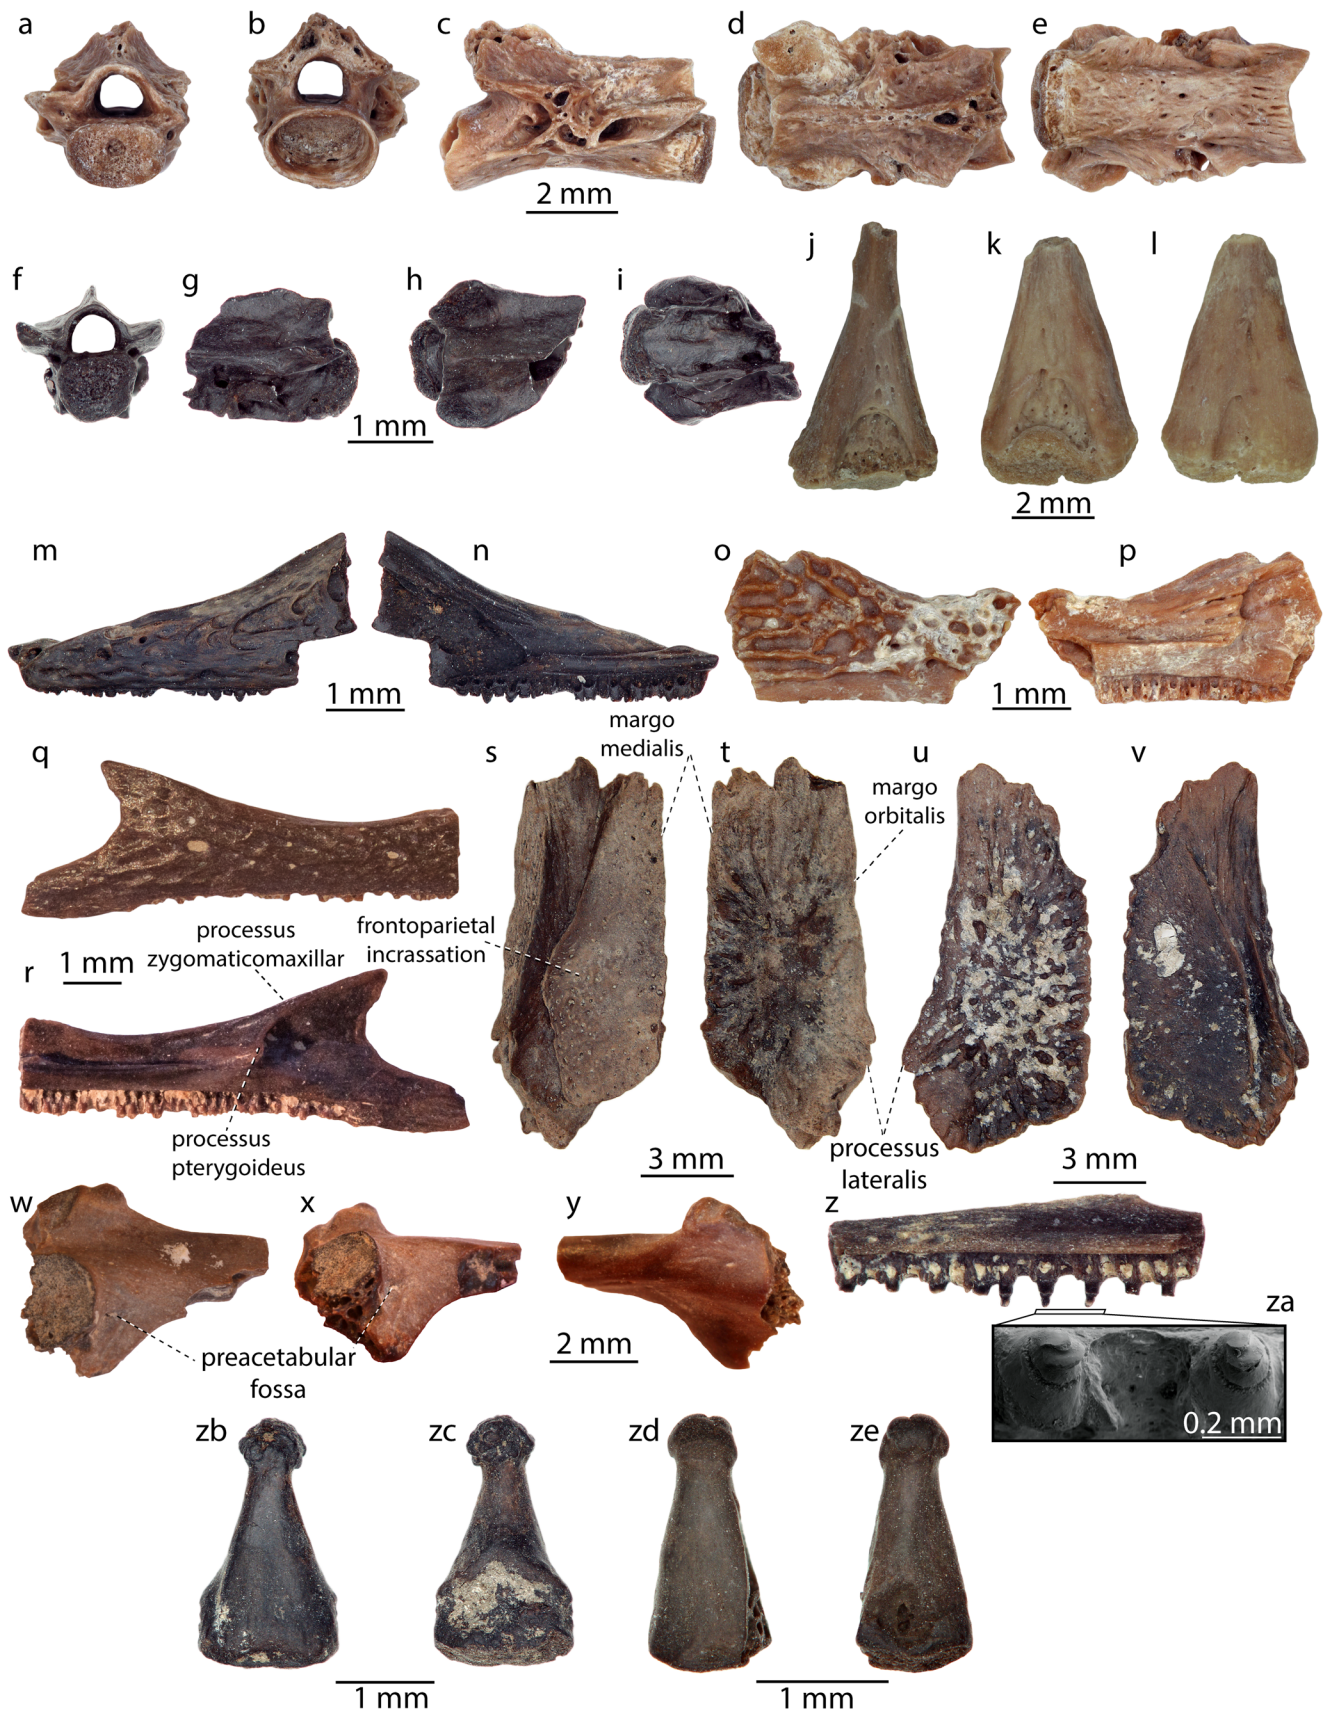 a
b
c
d
e
2 mm
f
g
h
i
j
k
l
1 mm
2 mm
m
n
o
p
1 mm
1 mm
margo
medialis
q
s
t
u
v
margo
orbitalis
processus
zygomaticomaxillar
frontoparietal
incrassation
r
1 mm
processus
pterygoideus
3 mm
processus
lateralis
3 mm
w
x
y
z
preacetabular
fossa
2 mm
za
0.2 mm
zb
zc
zd
ze
1 mm
1 mm